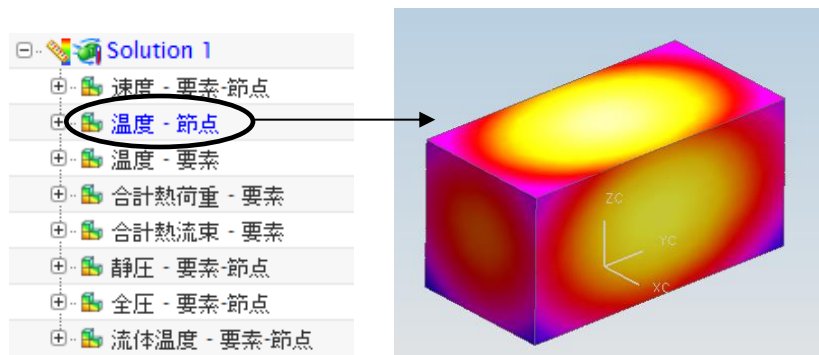 Solution 1
速度 - 要素-節点
温度 - 節点
温度 - 要素
合計熱荷重 - 要素
合計熱流束 - 要素
静圧 - 要素-節点
全圧 - 要素-節点
流体温度 - 要素-節点
ZC
YC
XC